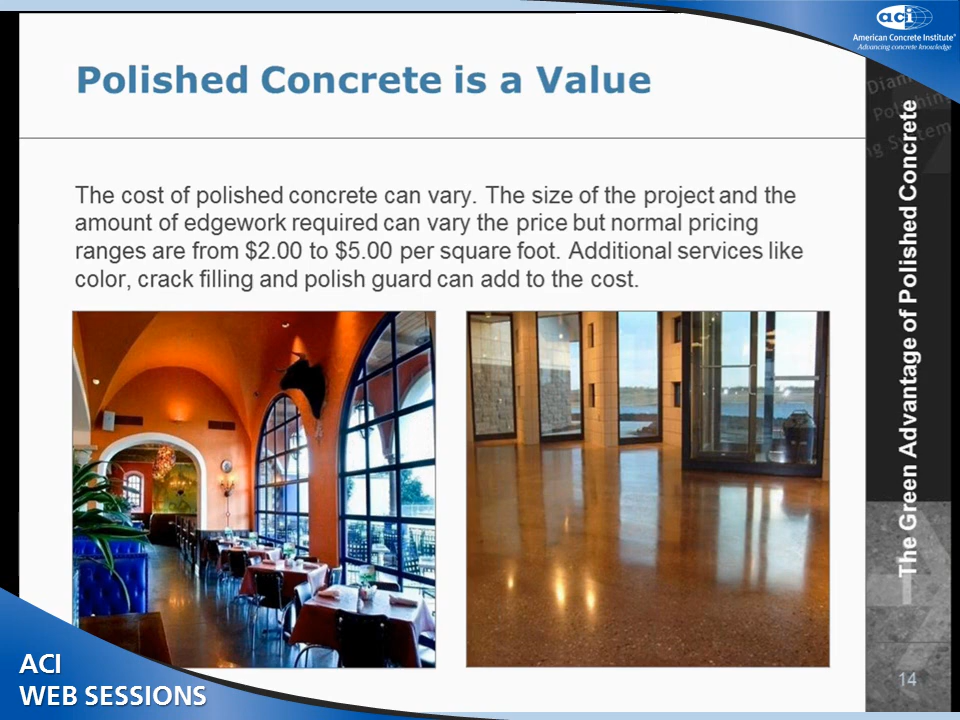 aci
American Concrete Institute®
Advancing concrete knowledge
Polished Concrete is a Value
The cost of polished concrete can vary. The size of the project and the
amount of edgework required can vary the price but normal pricing
ranges are from $2.00 to $5.00 per square foot. Additional services like
color, crack filling and polish guard can add to the cost.
The Green Advantage of Polished Concrete
ACI
WEB SESSIONS
14